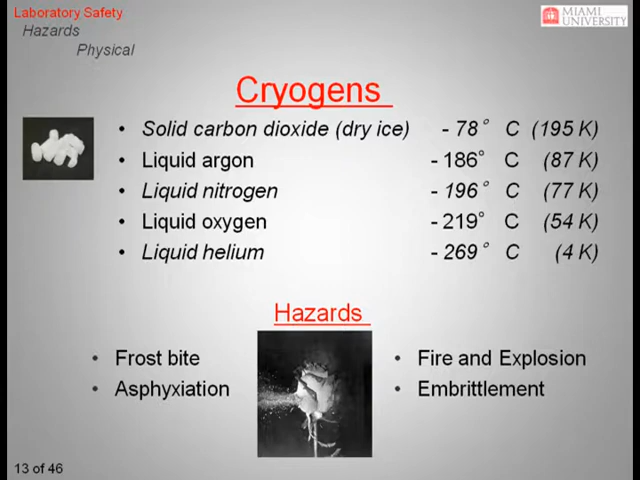 Laboratory Safety
Hazards
Physical
MIAMI
UNIVERSITY
Cryogens
• Solid carbon dioxide (dry ice) - 78° C (195 K)
• Liquid argon - 186° C (87 K)
• Liquid nitrogen - 196° C (77 K)
• Liquid oxygen - 219° C (54 K)
• Liquid helium - 269° C (4 K)
Hazards
• Frost bite
• Asphyxiation
• Fire and Explosion
• Embrittlement
13 of 46